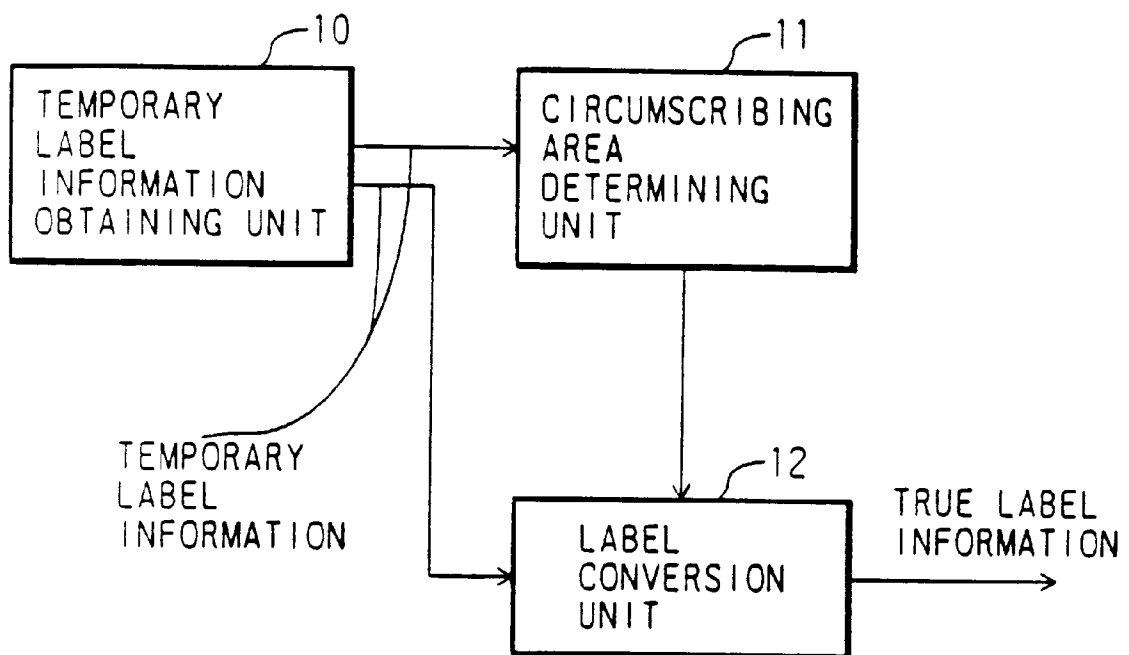 10
TEMPORARY
LABEL
INFORMATION
OBTAINING UNIT
11
CIRCUMSCRIBING
AREA
DETERMINING
UNIT
TEMPORARY
LABEL
INFORMATION
12
LABEL
CONVERSION
UNIT
TRUE LABEL
INFORMATION